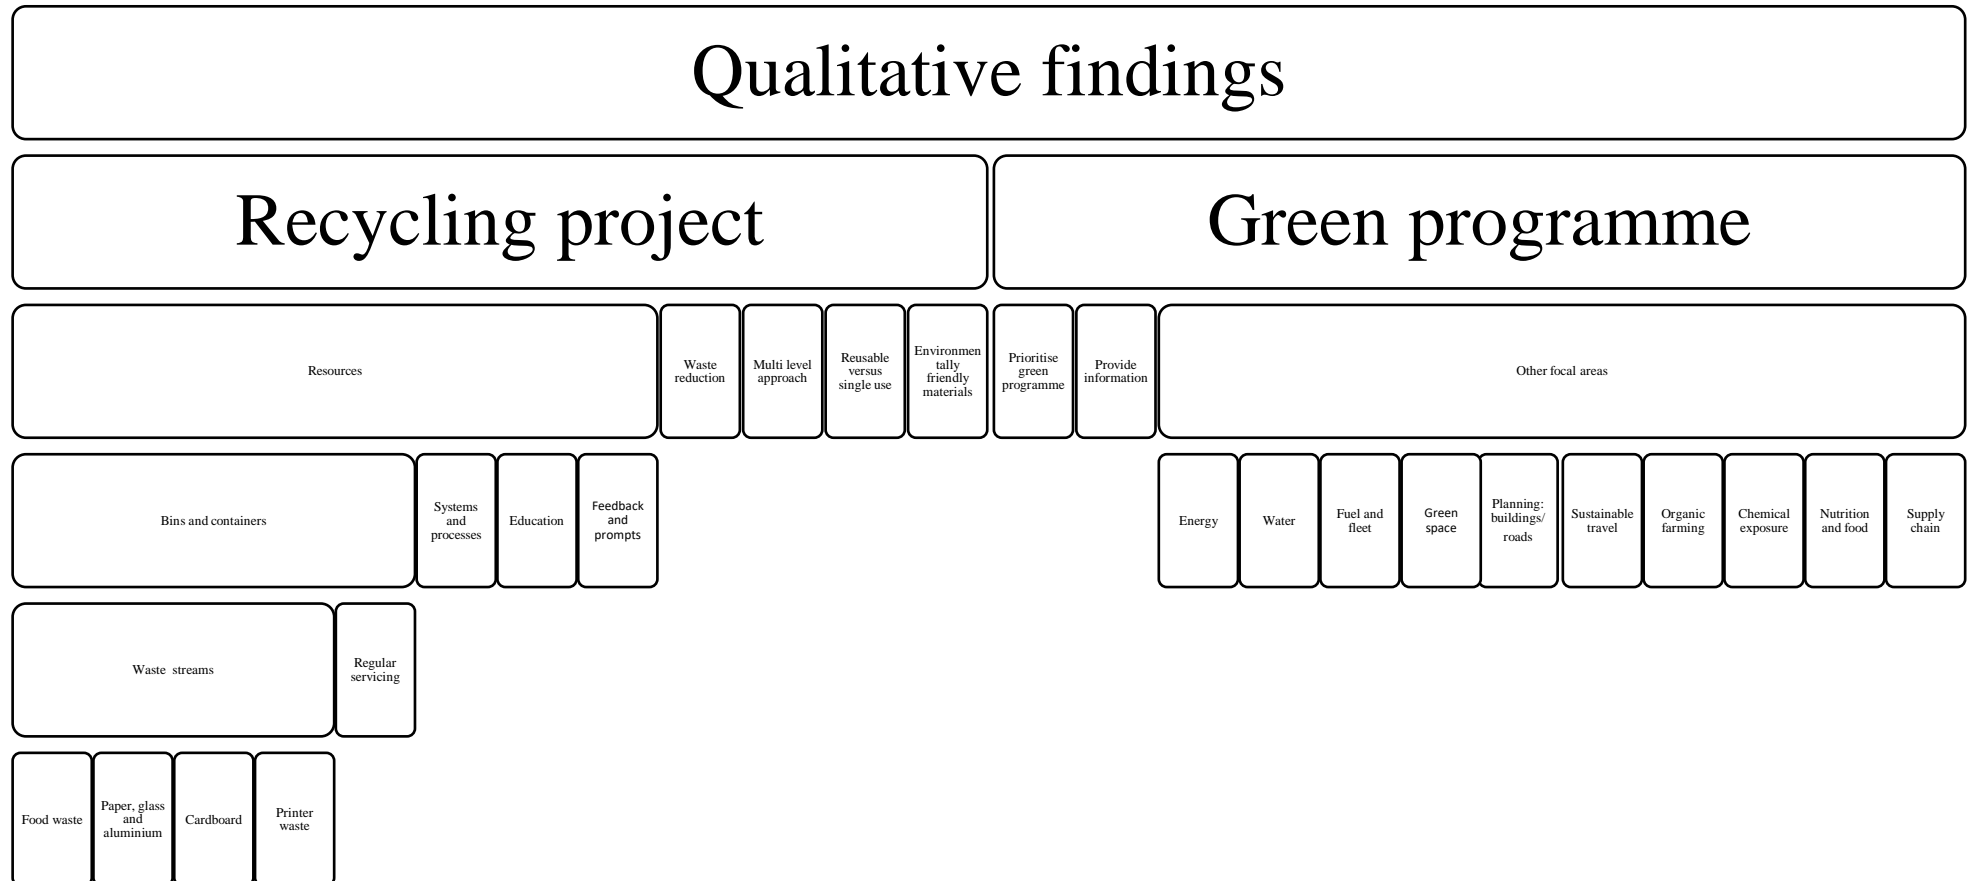 Qualitative findings
Recycling project
Green programme
Resources
Waste
reduction
Multi level
approach
Reusable
versus
single use
Environmen
tally
friendly
materials
Prioritise
green
programme
Provide
information
Other focal areas
Bins and containers
Systems
and
processes
Education
Feedback
and
prompts
Energy
Water
Fuel and
fleet
Green
space
Planning:
buildings/
roads
Sustainable
travel
Organic
farming
Chemical
exposure
Nutrition
and food
Supply
chain
Waste streams
Regular
servicing
Food waste
Paper, glass
and
aluminium
Cardboard
Printer
waste